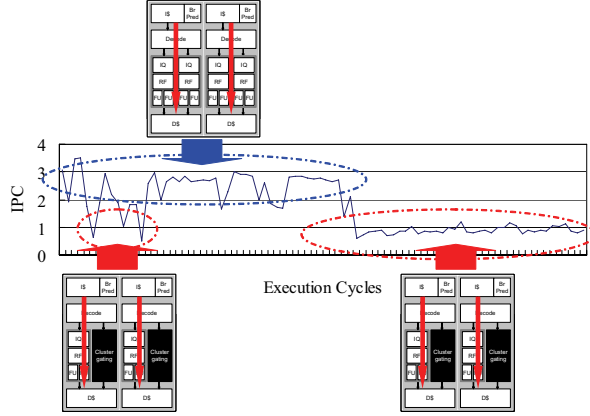 I$ Br Pred I$ Br Pred
Decode Decode
IQ IQ IQ IQ
RF RF RF RF
FU FU FU FU FU FU FU FU
D$ D$
4
3
2
1
0
IPC
Execution Cycles
I$ Br Pred I$ Br Pred
Decode Decode
IQ Cluster gating IQ Cluster gating
RF RF
FU FU
D$ D$
I$ Br Pred I$ Br Pred
Decode Decode
IQ Cluster gating IQ Cluster gating
RF RF
FU FU
D$ D$